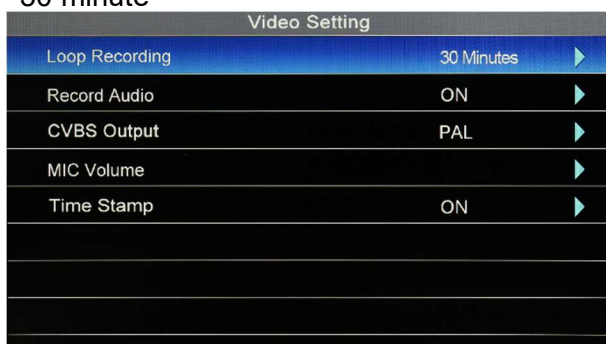 Video Setting
Loop Recording 30 Minutes
Record Audio ON
CVBS Output PAL
MIC Volume
Time Stamp ON